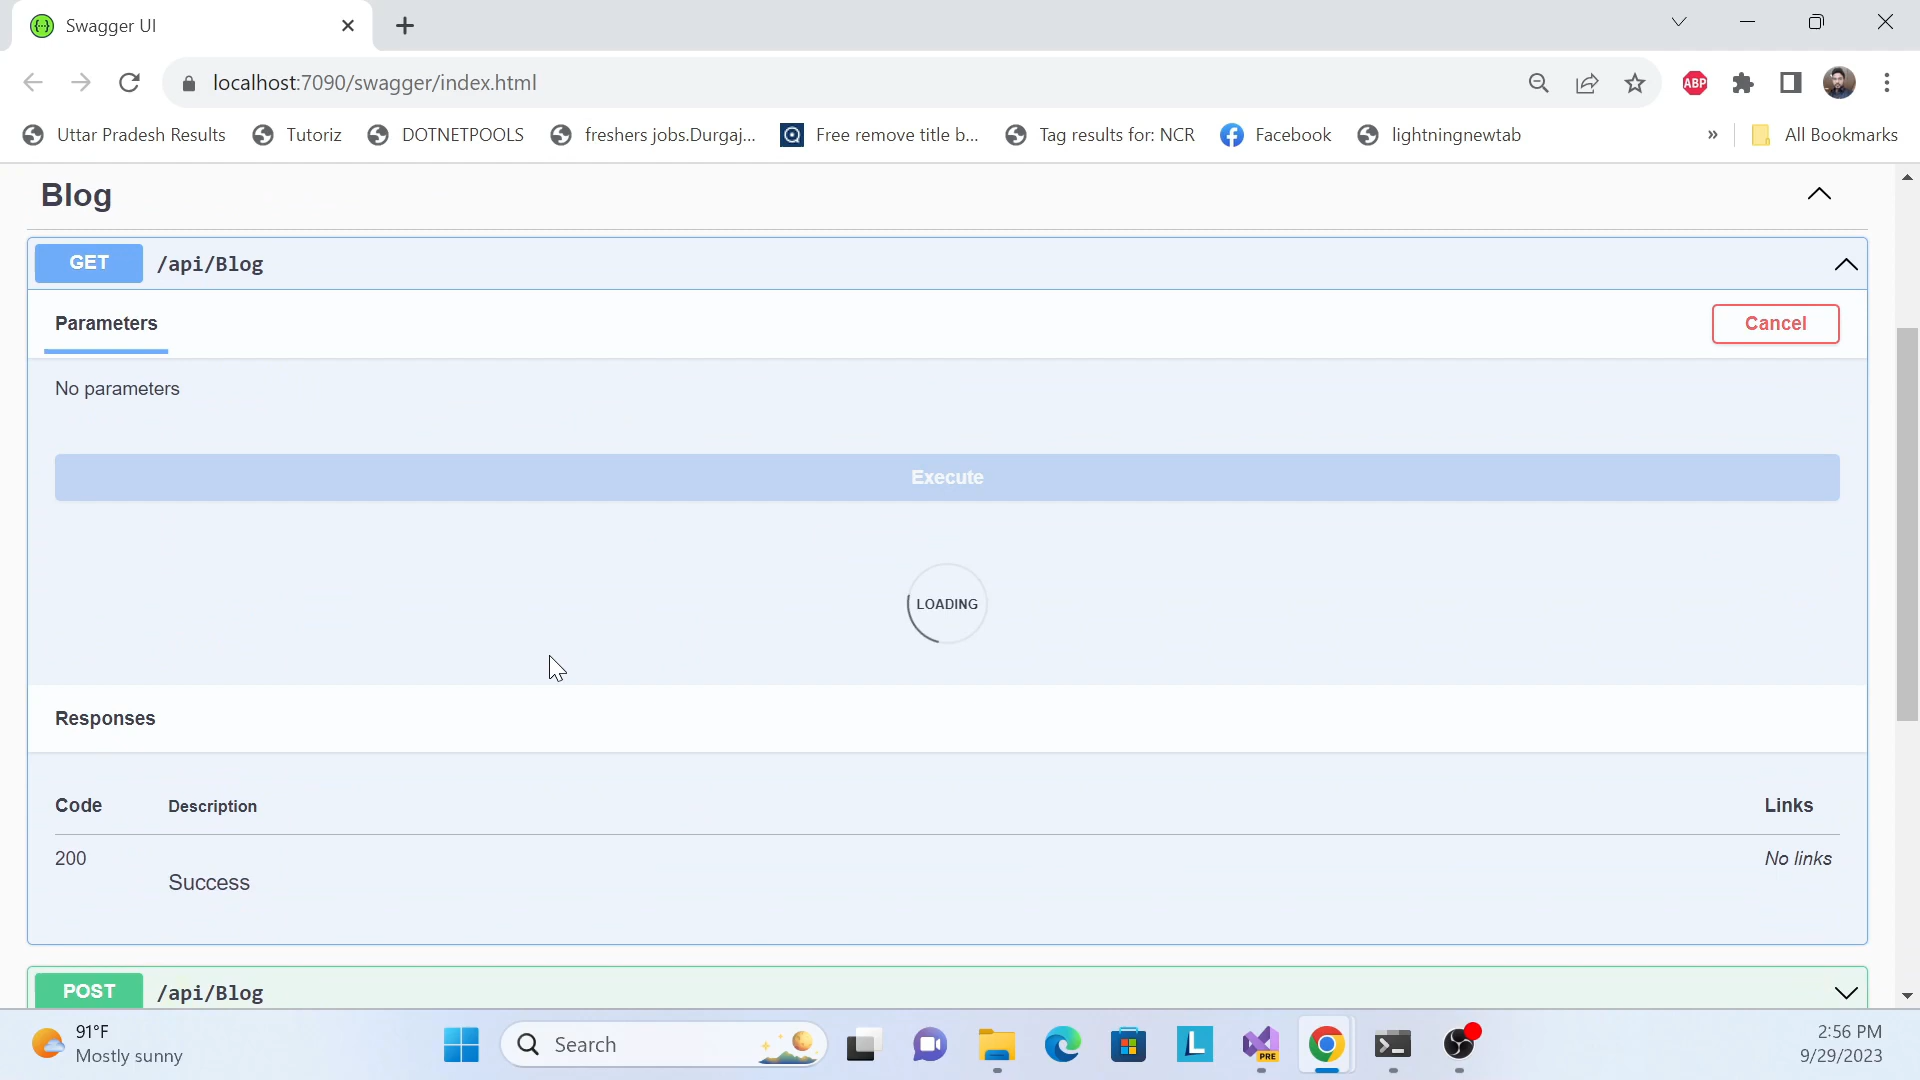 Swagger UI
localhost:7090/swagger/index.html
ABP
Uttar Pradesh Results Tutoriz DOTNETPOOLS freshers jobs.Durgaj... Free remove title b... Tag results for: NCR Facebook lightningnewtab » All Bookmarks
Blog
GET /api/Blog
Parameters Cancel
No parameters
Execute
LOADING
Responses
Code Description Links
200 No links
Success
POST /api/Blog
91°F
Mostly sunny
Search
L
PRE
2:56 PM
9/29/2023